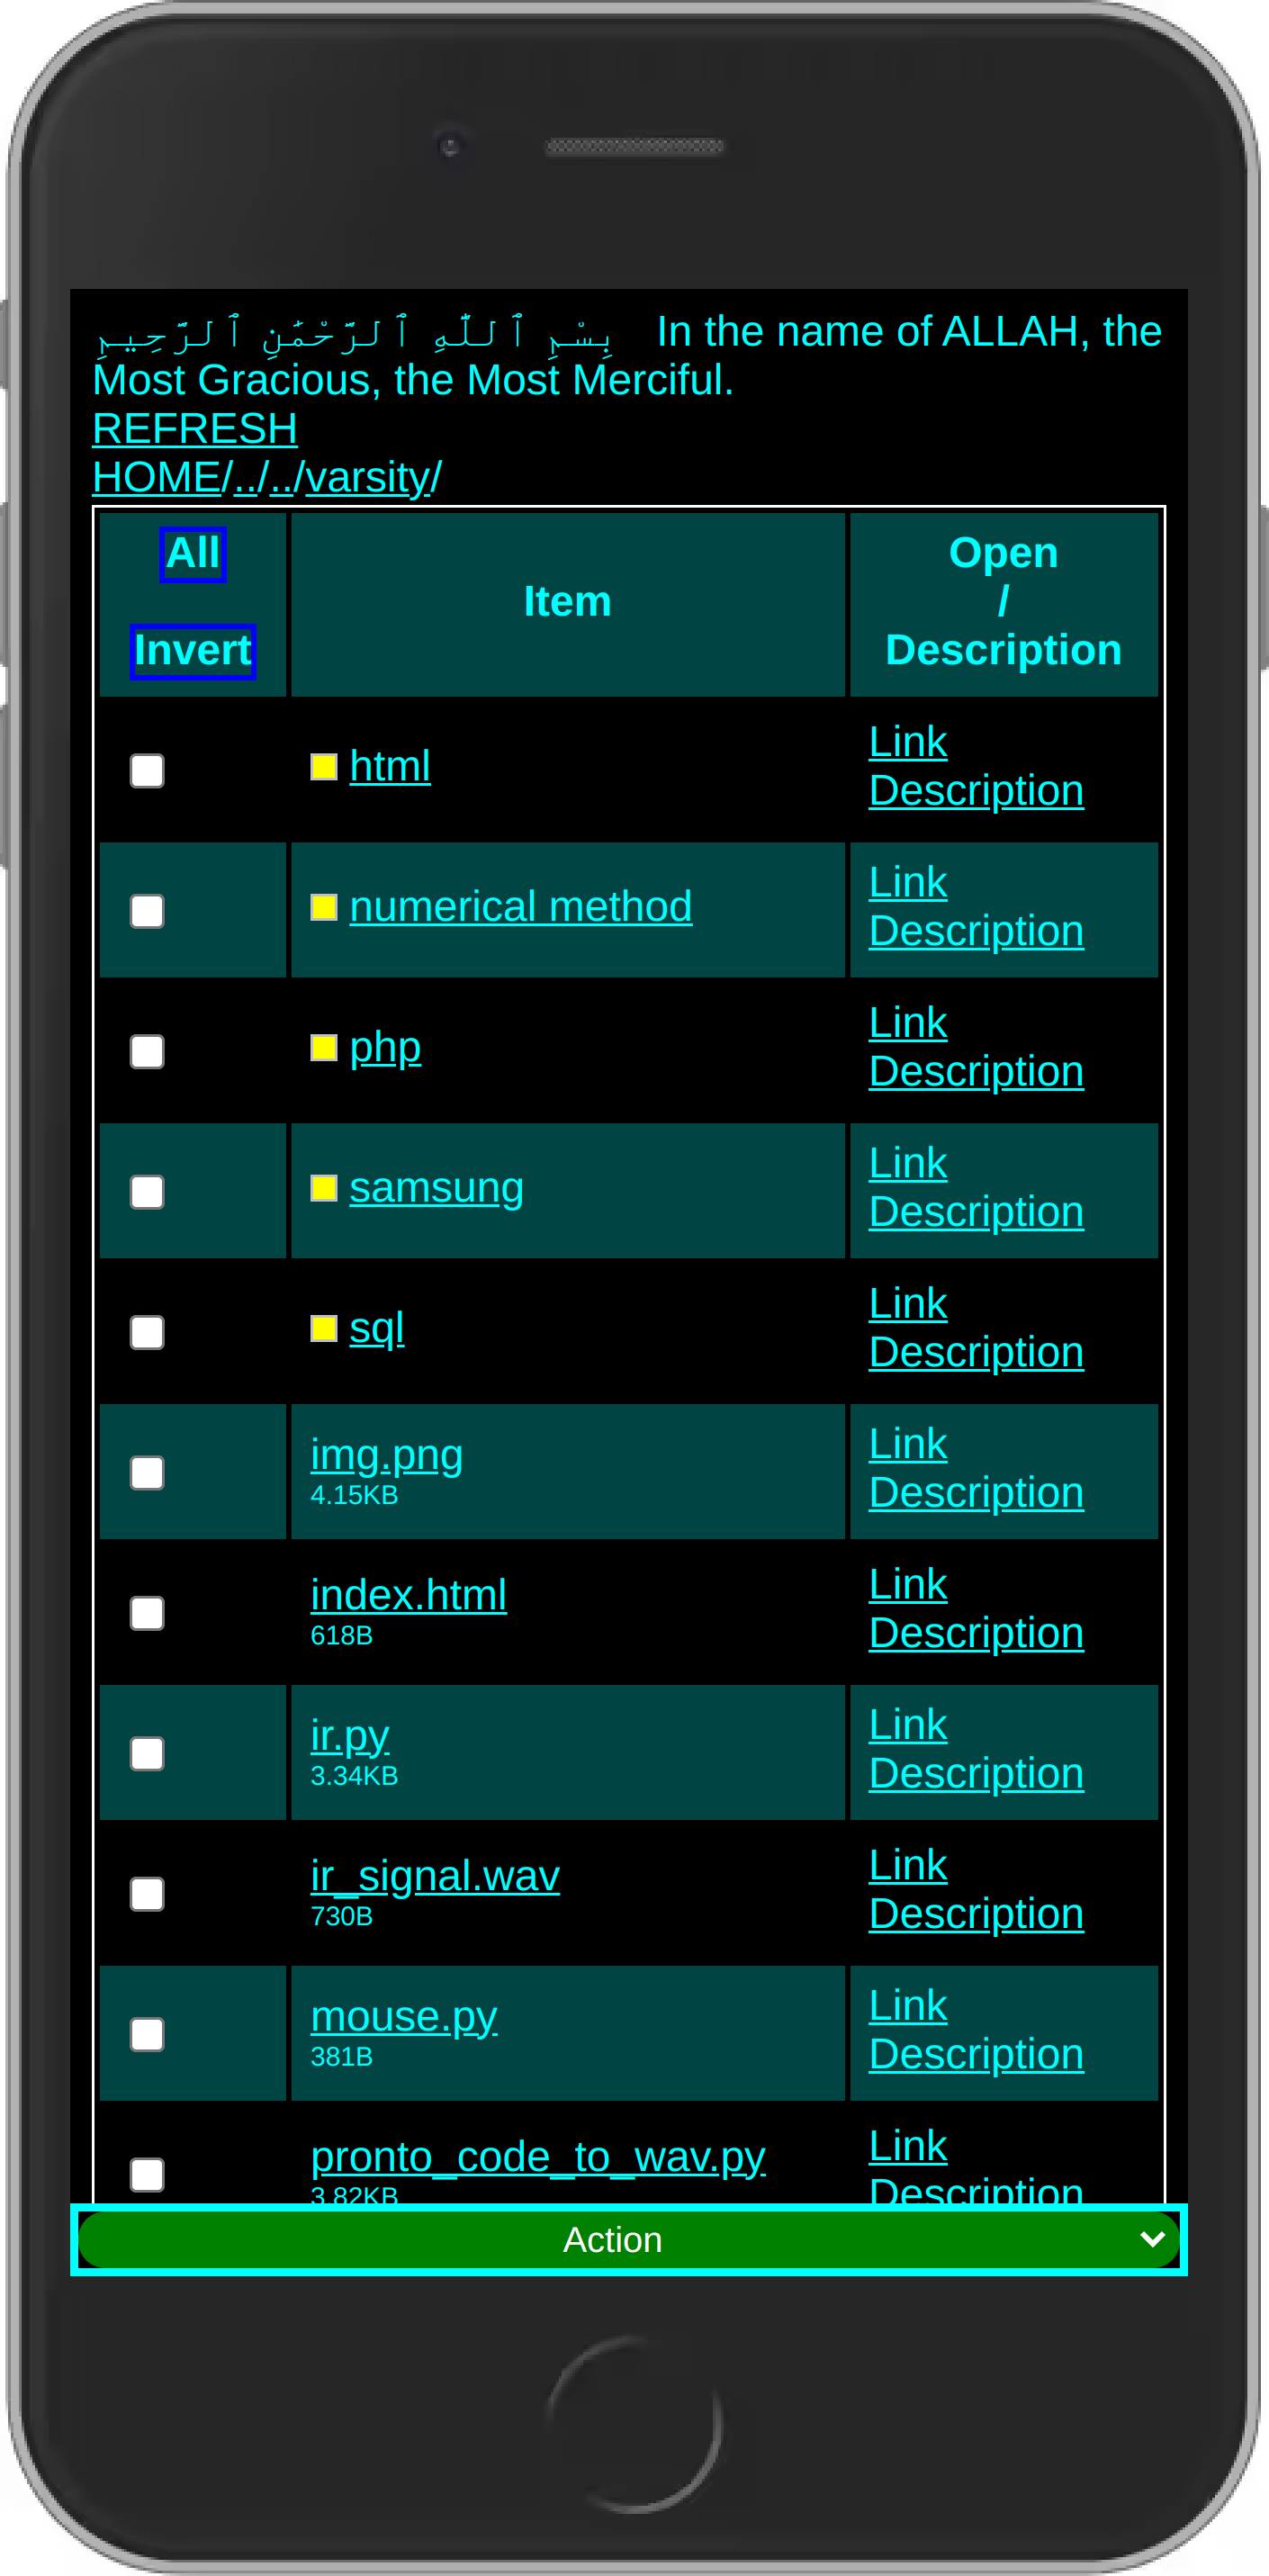 بِسْمِ ٱللَّهِ ٱلرَّحْمَٰنِ ٱلرَّحِيمِ In the name of ALLAH, the
Most Gracious, the Most Merciful.
REFRESH
HOME/../../varsity/
All
Invert
Item
Open
/
Description
html
Link
Description
numerical method
Link
Description
php
Link
Description
samsung
Link
Description
sql
Link
Description
img.png
4.15KB
Link
Description
index.html
618B
Link
Description
ir.py
3.34KB
Link
Description
ir_signal.wav
730B
Link
Description
mouse.py
381B
Link
Description
pronto_code_to_wav.py
3.82KB
Link
Description
Action